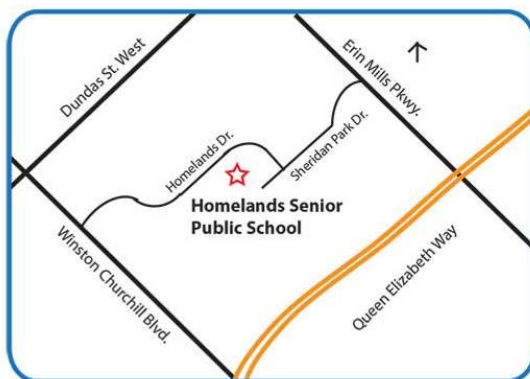 Dundas St. West
Erin Mills Pkwy.
Homelands Dr.
Sheridan Park Dr.
Homelands Senior
Public School
Winston Churchill Blvd.
Queen Elizabeth Way